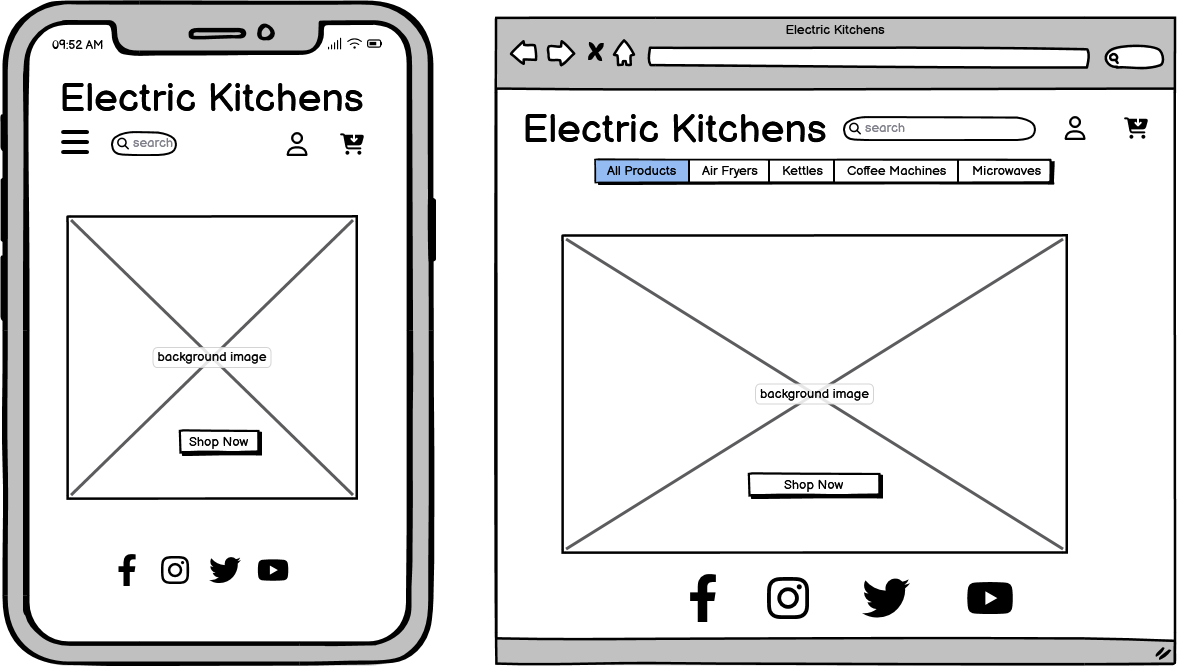 09:52 AM
Electric Kitchens
search
background image
Shop Now
Electric Kitchens
Electric Kitchens
search
All Products
Air Fryers
Kettles
Coffee Machines
Microwaves
background image
Shop Now